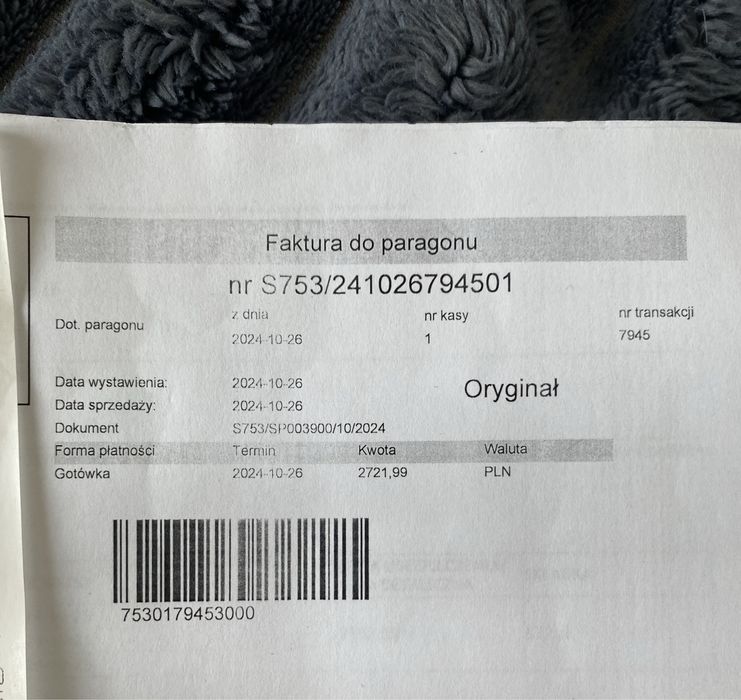 Faktura do paragonu
nr S753/241026794501
Dot. paragonu z dnia nr kasy nr transakcji
2024-10-26 1 7945
Data wystawienia: 2024-10-26
Oryginał
Data sprzedaży: 2024-10-26
Dokument S753/SP003900/10/2024
Forma płatności Termin Kwota Waluta
Gotówka 2024-10-26 2721,99 PLN
7530179453000